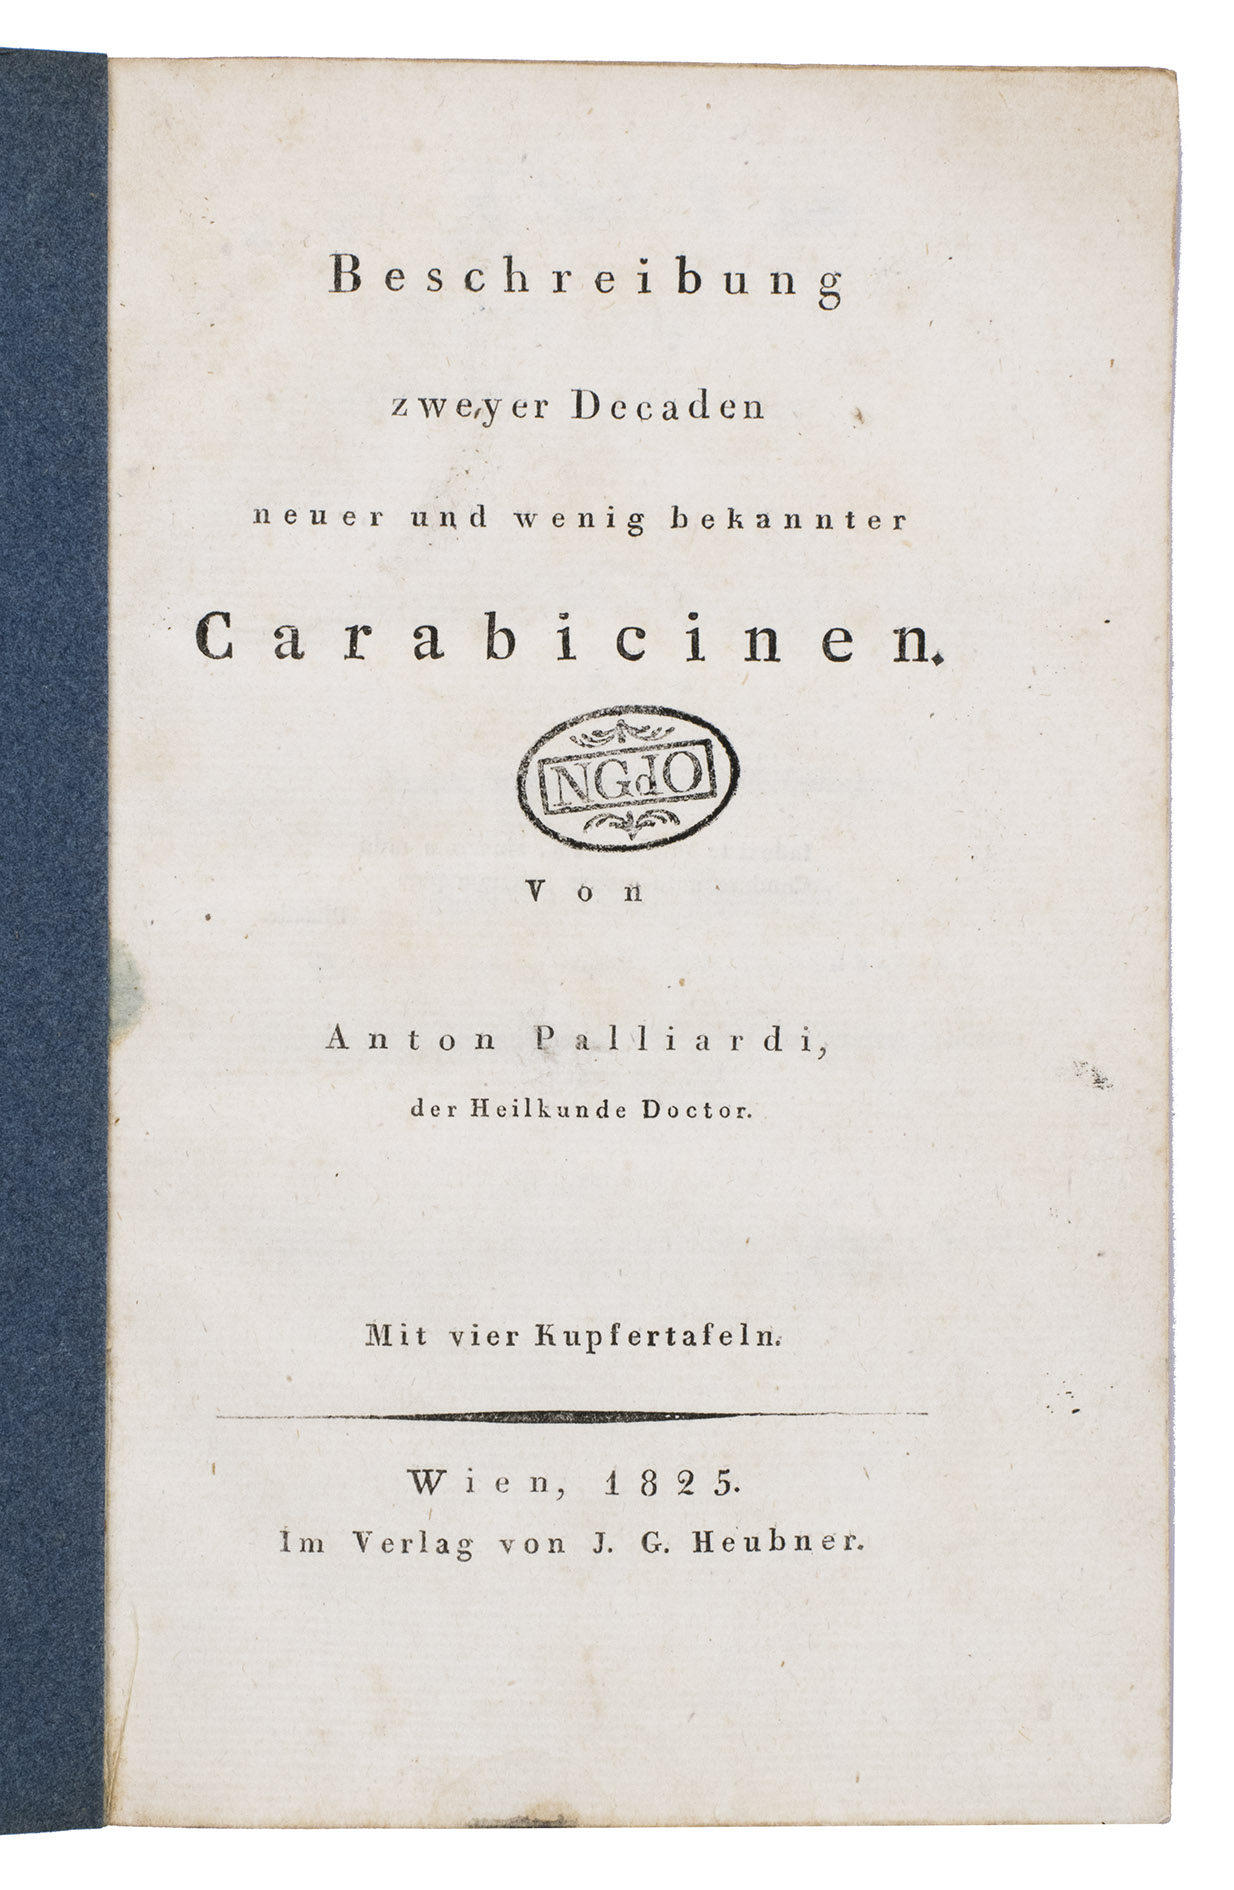 Beschreibung
zweyer Decaden
neuer und wenig bekannter
Carabicinen.
NGdO
Von
Anton Palliardi,
der Heilkunde Doctor.
Mit vier Kupfertafeln.
Wien, 1825.
Im Verlag von J. G. Heubner.